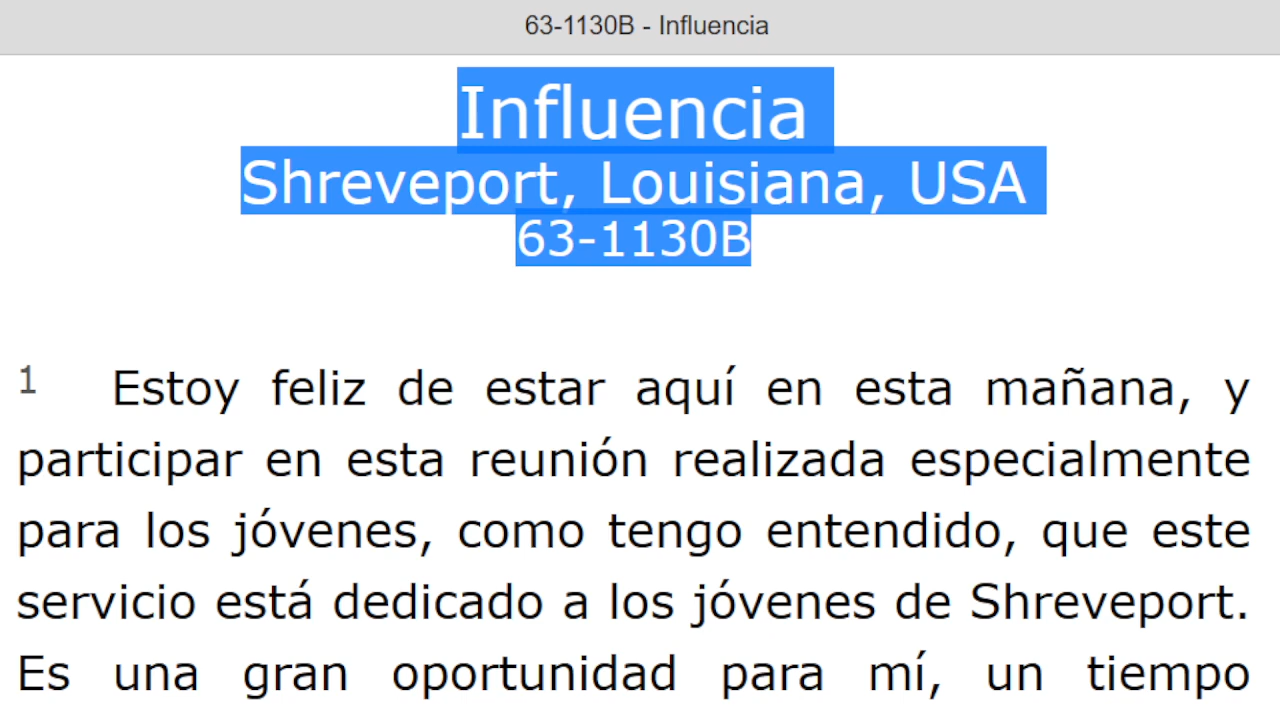 63-1130B - Influencia
Influencia
Shreveport, Louisiana, USA
63-1130B
1 Estoy feliz de estar aquí en esta mañana, y
participar en esta reunión realizada especialmente
para los jóvenes, como tengo entendido, que este
servicio está dedicado a los jóvenes de Shreveport.
Es una gran oportunidad para mí, un tiempo